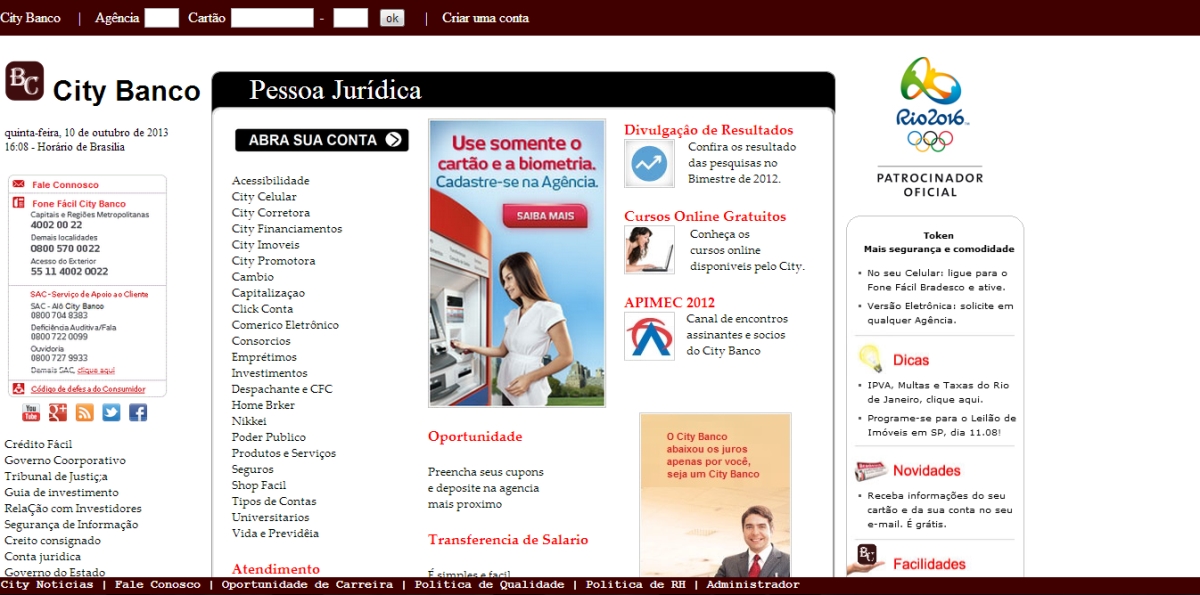 City Banco | Agência Cartão - ok | Criar uma conta
BC City Banco
quinta-feira, 10 de outubro de 2013
16:08 - Horário de Brasília
Fale Connosco
Fone Fácil City Banco
Capitais e Regiões Metropolitanas
4002 00 22
Demais localidades
0800 570 0022
Acesso do Exterior
55 11 4002 0022
SAC-Serviço de Apoio ao Cliente
SAC - Alô City Banco
0800 704 8383
Deficiência Auditiva/Fala
0800 722 0099
Ouvidoria
0800 727 9933
Demais SAC, clique aqui
Código de defesa do Consumidor
You Tube
Crédito Fácil
Governo Coorporativo
Tribunal de Justiç;a
Guia de investimento
RelaÇão com Investidores
Segurança de Informação
Creito consignado
Conta juridica
Governo do Estado
Pessoa Jurídica
ABRA SUA CONTA
Acessibilidade
City Celular
City Corretora
City Financiamentos
City Imoveis
City Promotora
Cambio
Capitalizaçao
Click Conta
Comerico Eletrônico
Consorcios
Emprétimos
Investimentos
Despachante e CFC
Home Brker
Nikkei
Poder Publico
Produtos e Serviços
Seguros
Shop Facil
Tipos de Contas
Universitarios
Vida e Previdêia
Atendimento
Use somente o
cartão e a biometria.
Cadastre-se na Agência.
SAIBA MAIS
Oportunidade
Preencha seus cupons
e deposite na agencia
mais proximo
Transferencia de Salario
É simples e facil
Divulgaçâo de Resultados
Confira os resultado
das pesquisas no
Bimestre de 2012.
Cursos Online Gratuitos
Conheça os
cursos online
disponiveis pelo City.
APIMEC 2012
Canal de encontros
assinantes e socios
do City Banco
O City Banco
abaixou os juros
apenas por você,
seja um City Banco
Rio2016
PATROCINADOR
OFICIAL
Token
Mais segurança e comodidade
• No seu Celular: ligue para o
Fone Fácil Bradesco e ative.
• Versão Eletrônica: solicite em
qualquer Agência.
Dicas
• IPVA, Multas e Taxas do Rio
de Janeiro, clique aqui.
• Programe-se para o Leilão de
Imóveis em SP, dia 11.08!
Novidades
• Receba informações do seu
cartão e da sua conta no seu
e-mail. É grátis.
BC
Facilidades
City Noticias | Fale Conosco | Oportunidade de Carreira | Politica de Qualidade | Politica de RH | Administrador